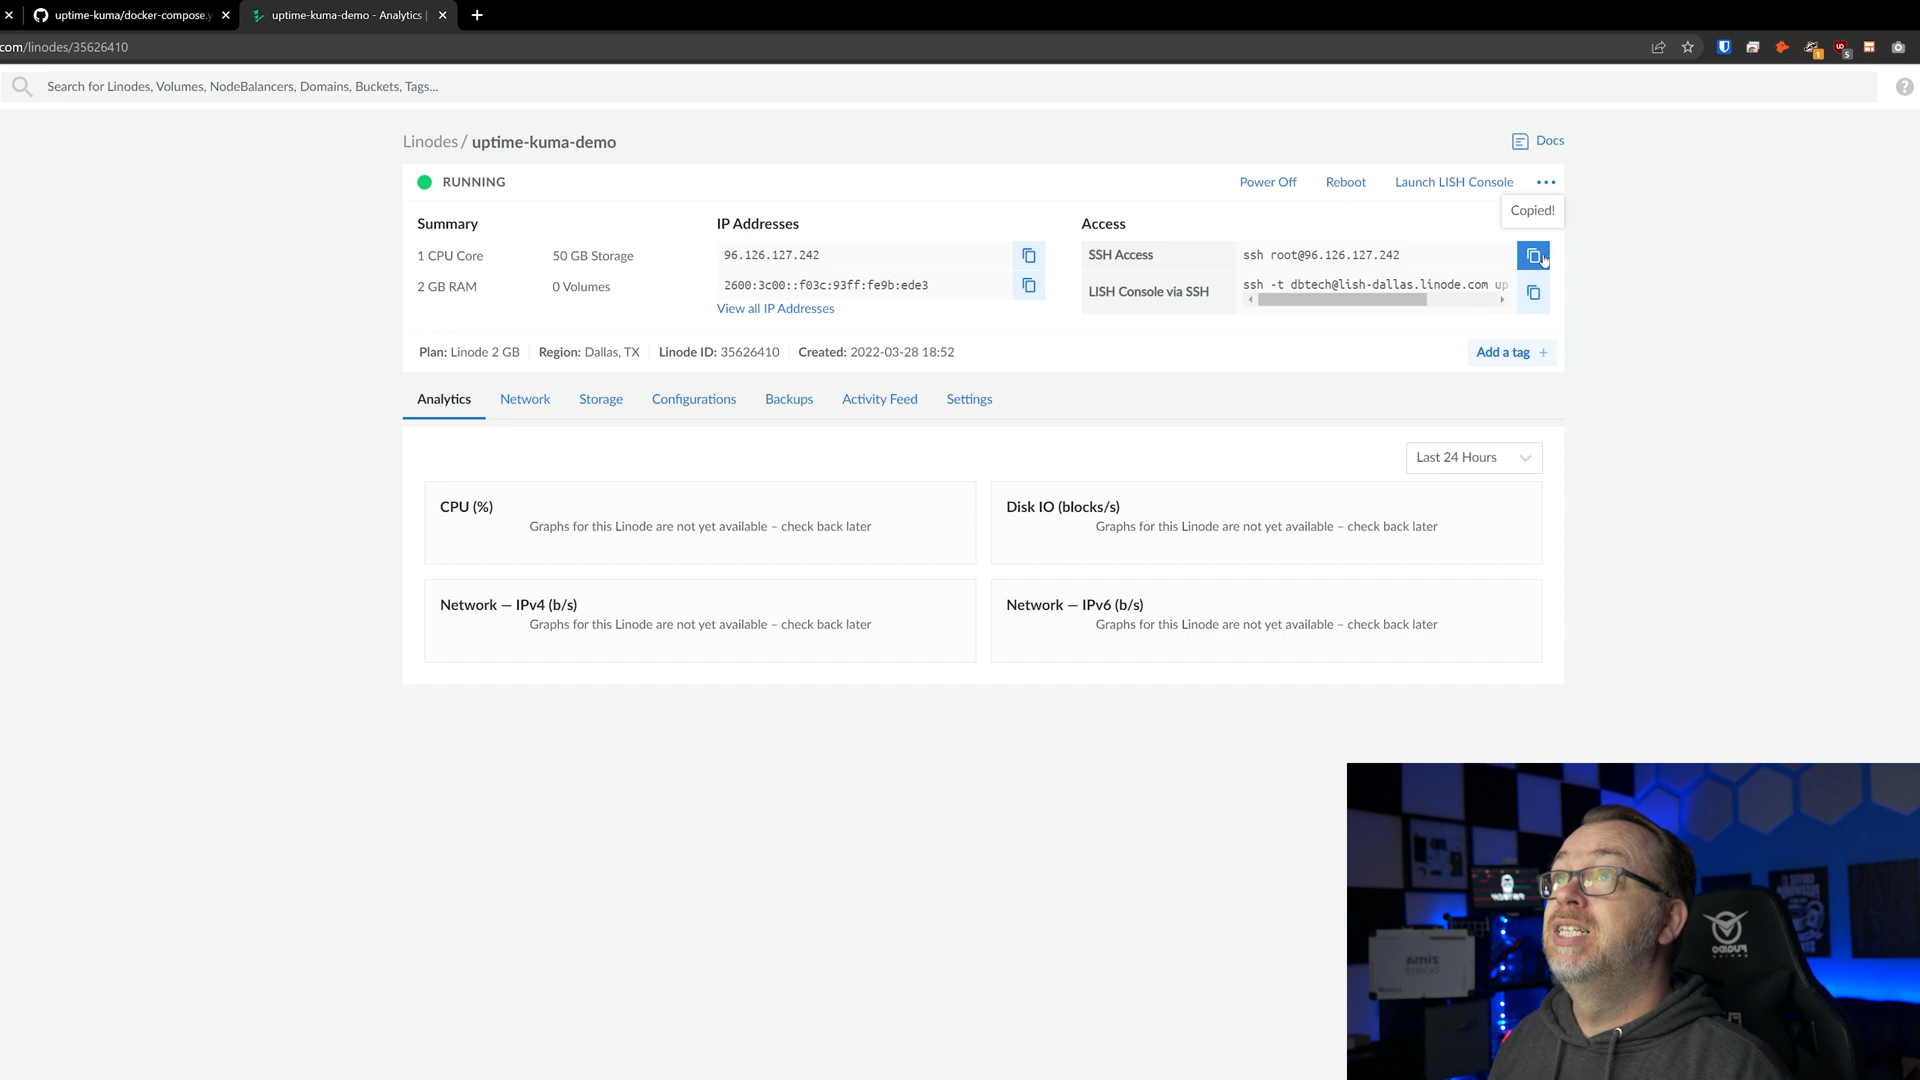 uptime-kuma/docker-compose.y
uptime-kuma-demo - Analytics |
com/linodes/35626410
Search for Linodes, Volumes, NodeBalancers, Domains, Buckets, Tags...
Linodes / uptime-kuma-demo
Docs
RUNNING
Power Off
Reboot
Launch LISH Console
Copied!
Summary
IP Addresses
Access
1 CPU Core
50 GB Storage
96.126.127.242
SSH Access
ssh root@96.126.127.242
2 GB RAM
0 Volumes
2600:3c00::f03c:93ff:fe9b:ede3
LISH Console via SSH
ssh -t dbtech@lish-dallas.linode.com up
View all IP Addresses
Plan: Linode 2 GB
Region: Dallas, TX
Linode ID: 35626410
Created: 2022-03-28 18:52
Add a tag +
Analytics
Network
Storage
Configurations
Backups
Activity Feed
Settings
Last 24 Hours
CPU (%)
Graphs for this Linode are not yet available – check back later
Disk IO (blocks/s)
Graphs for this Linode are not yet available – check back later
Network — IPv4 (b/s)
Graphs for this Linode are not yet available – check back later
Network — IPv6 (b/s)
Graphs for this Linode are not yet available – check back later
zima
board